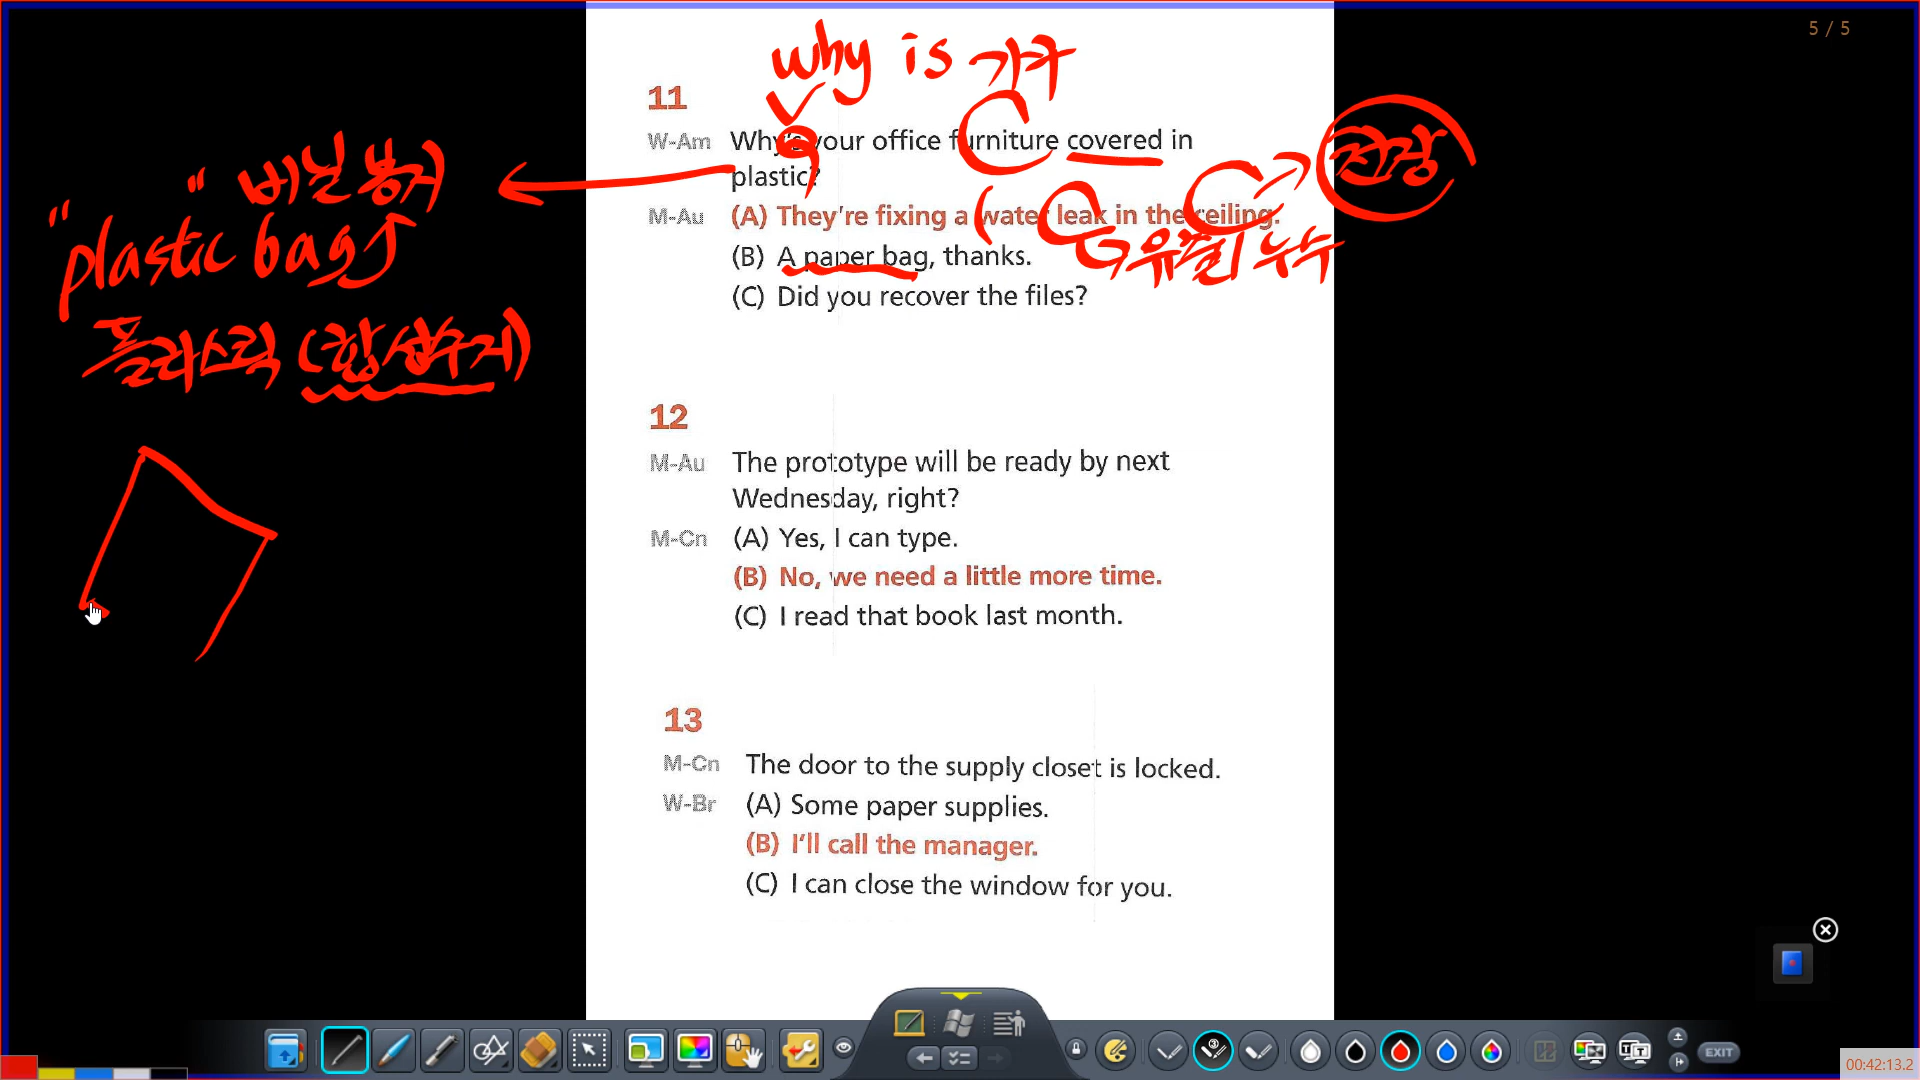 5 / 5
why is 가구
11
W-Am Why's your office furniture covered in
plastic?
M-Au (A) They're fixing a water leak in the ceiling.
(B) A paper bag, thanks.
(C) Did you recover the files?
천장
유출 / 누수
" 비닐 봉지
"plastic bag"
플라스틱 (합성수지)
12
M-Au The prototype will be ready by next
Wednesday, right?
M-Cn (A) Yes, I can type.
(B) No, we need a little more time.
(C) I read that book last month.
13
M-Cn The door to the supply closet is locked.
W-Br (A) Some paper supplies.
(B) I'll call the manager.
(C) I can close the window for you.
EXIT
00:42:13.2